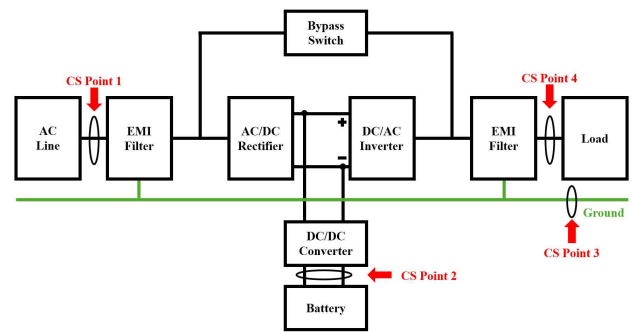 Bypass
Switch
CS Point 1
CS Point 4
AC
Line
EMI
Filter
AC/DC
Rectifier
+
−
DC/AC
Inverter
EMI
Filter
Load
Ground
DC/DC
Converter
CS Point 3
CS Point 2
Battery